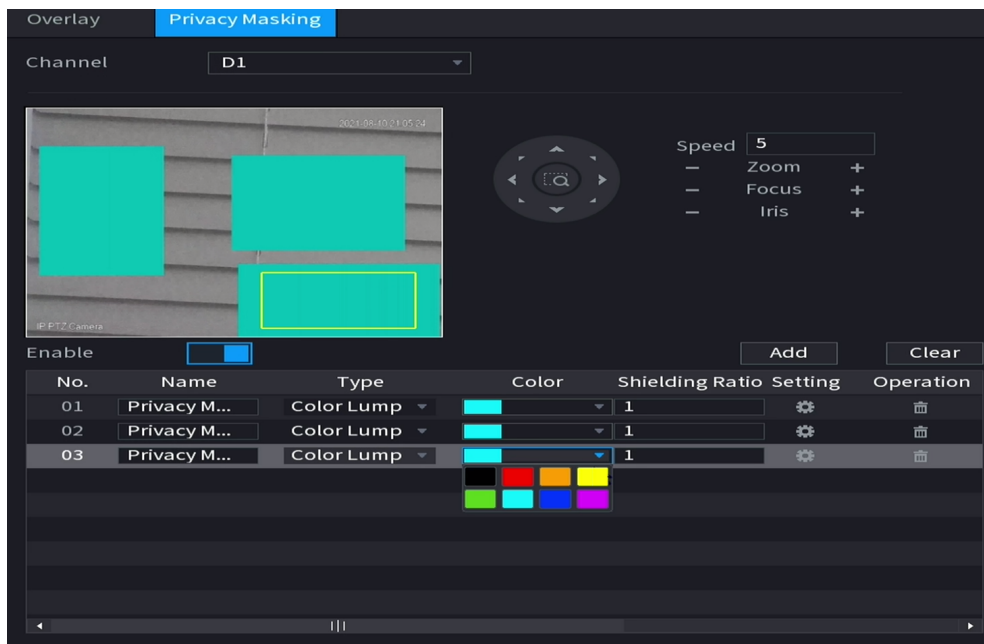 Overlay Privacy Masking
Channel D1
2021-08-10 21:05:24
Speed 5
Zoom
Focus
Iris
IP PTZ Camera
Enable Add Clear
No. Name Type Color Shielding Ratio Setting Operation
01 Privacy M... Color Lump 1
02 Privacy M... Color Lump 1
03 Privacy M... Color Lump 1